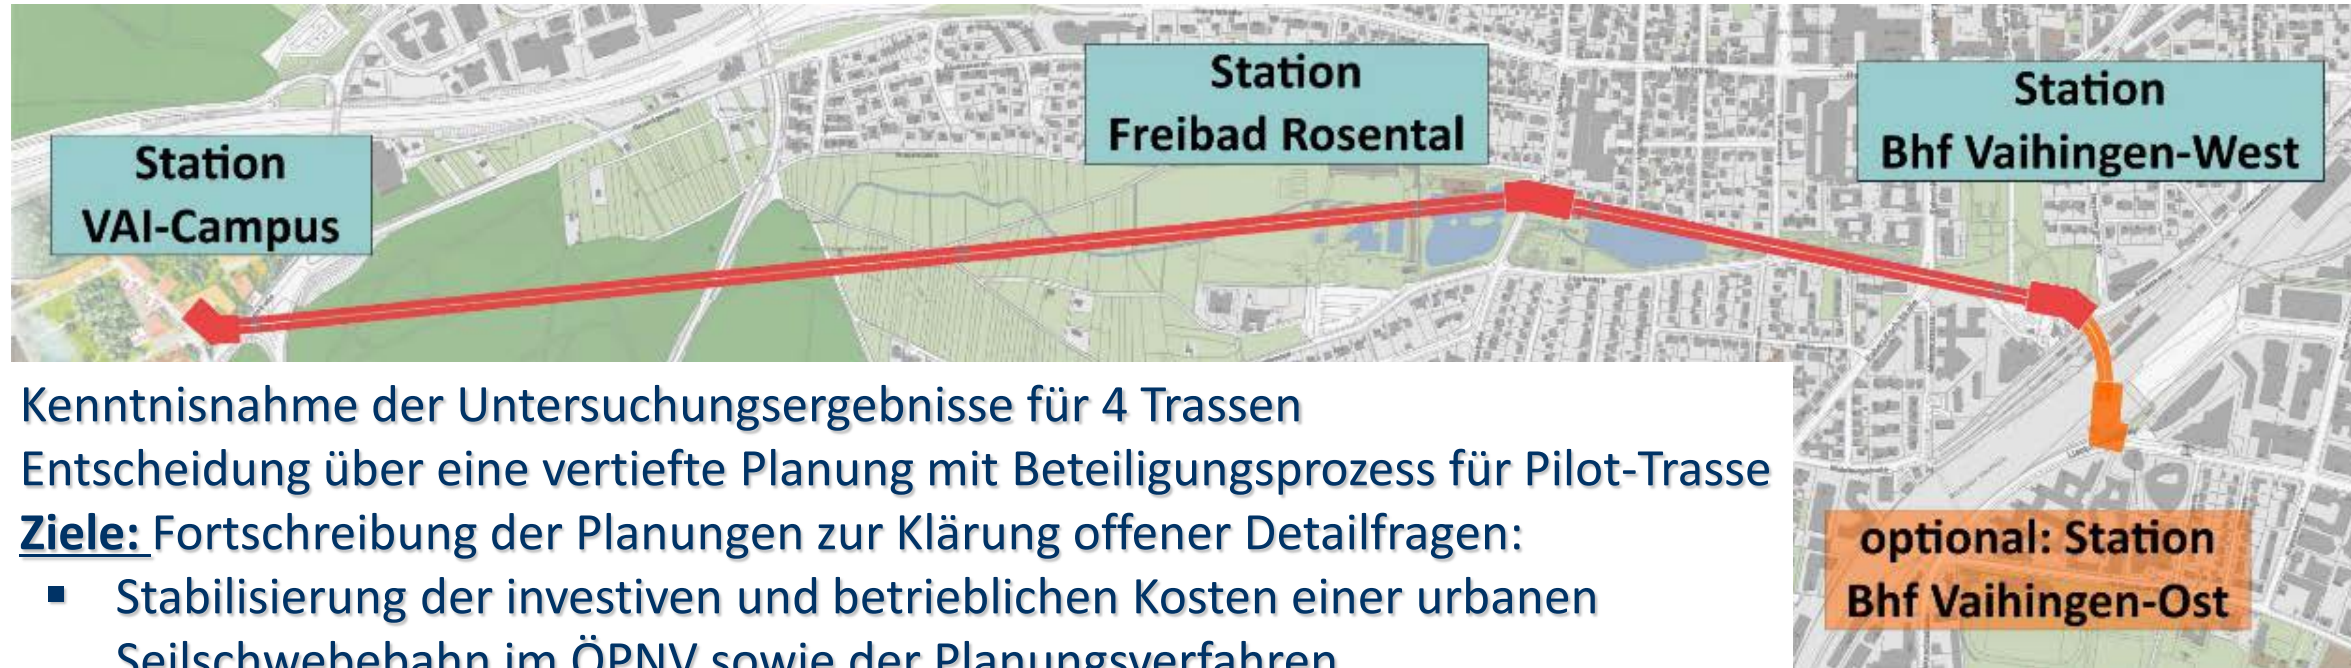 Station
Freibad Rosental
Station
Bhf Vaihingen-West
Station
VAI-Campus
Kenntnisnahme der Untersuchungsergebnisse für 4 Trassen
Entscheidung über eine vertiefte Planung mit Beteiligungsprozess für Pilot-Trasse
Ziele: Fortschreibung der Planungen zur Klärung offener Detailfragen:
▪ Stabilisierung der investiven und betrieblichen Kosten einer urbanen
Seilschwebebahn im ÖPNV sowie der Planungsverfahren
optional: Station
Bhf Vaihingen-Ost